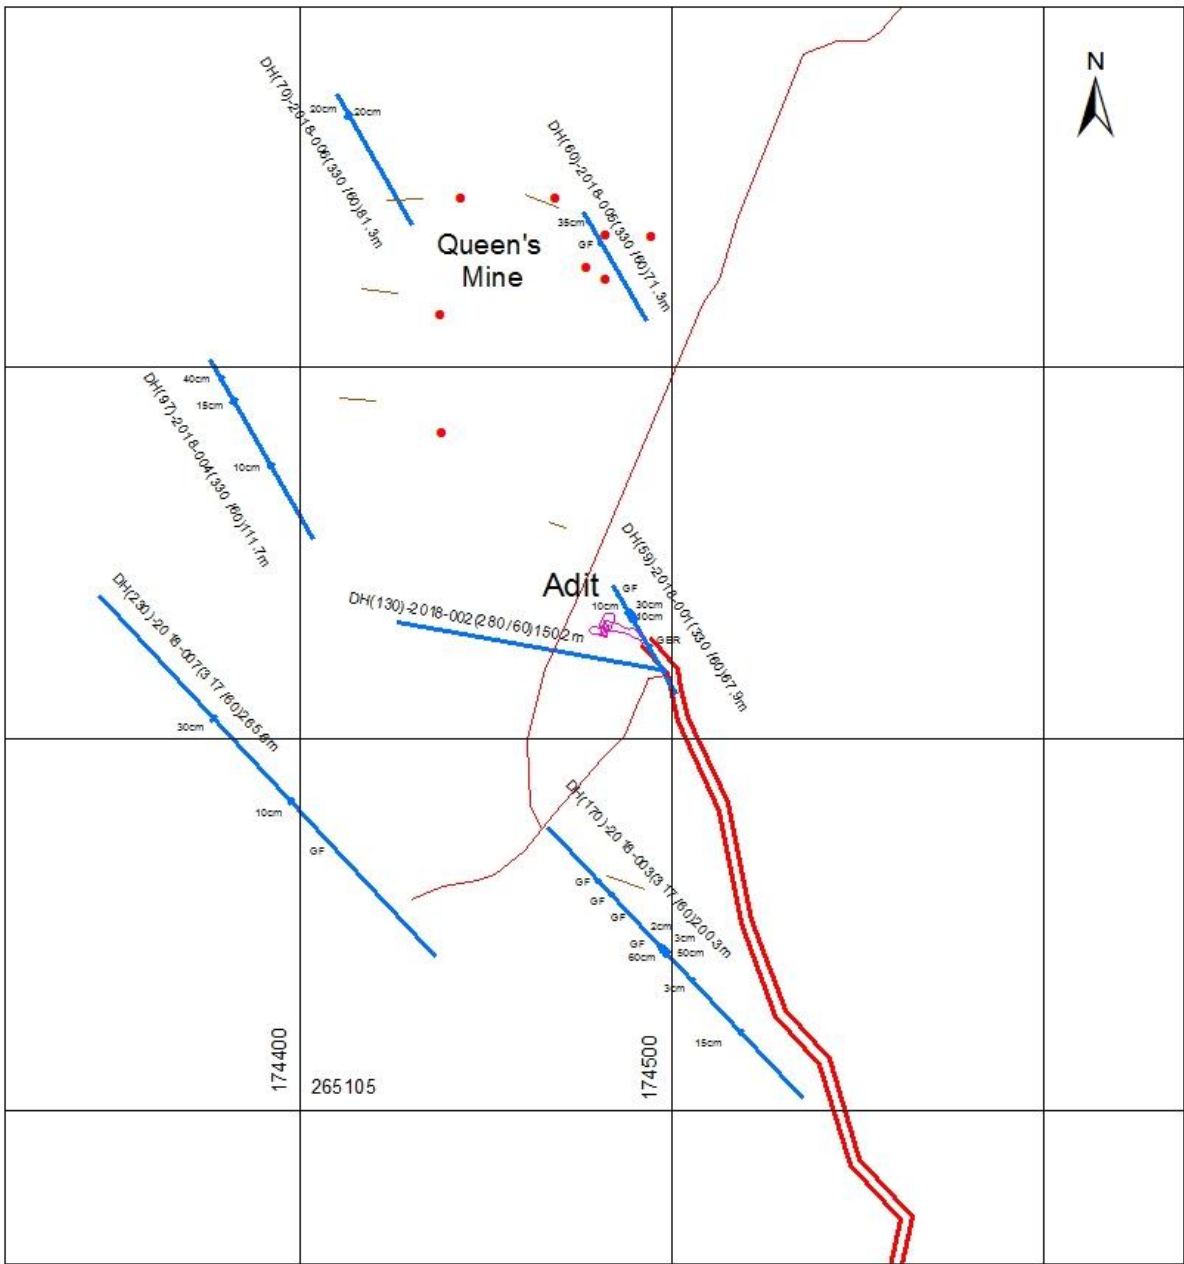 N
DH(70)-2018-006(330/60)81.3m
20cm
20cm
DH(60)-2018-005(330/60)71.3m
35cm
GF
Queen's
Mine
DH(97)-2018-004(330/60)111.7m
40cm
15cm
10cm
DH(59)-2018-001(330/60)67.9m
Adit
GF
10cm
30cm
40cm
GBR
DH(130)-2018-002(280/60)150.2m
DH(230)-2018-007(317/60)265.8m
30cm
10cm
GF
DH(170)-2018-003(317/60)200.3m
GF
GF
GF
2cm
3cm
GF
50cm
60cm
3cm
15cm
174400
265105
174500